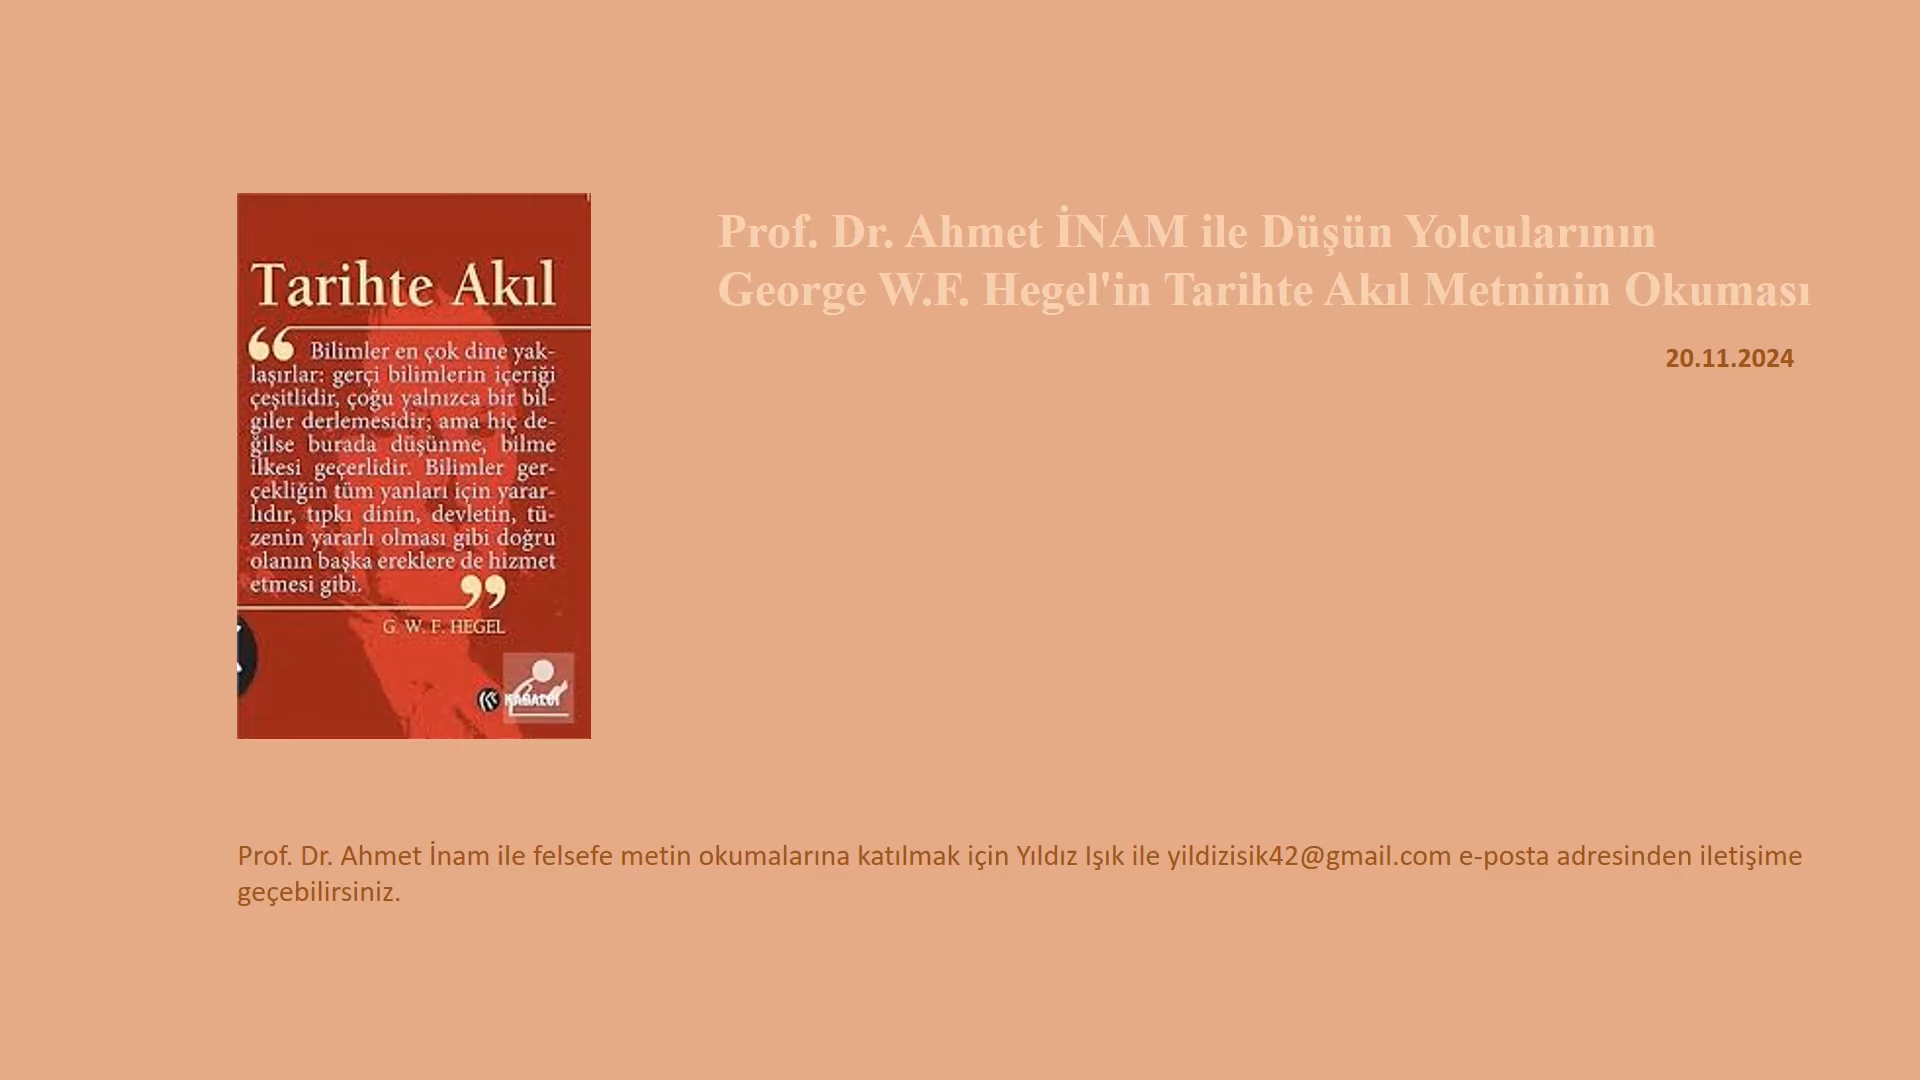 Prof. Dr. Ahmet İNAM ile Düşün Yolcularının
George W.F. Hegel'in Tarihte Akıl Metninin Okuması
20.11.2024
Tarihte Akıl
“ Bilimler en çok dine yak-
laşırlar: gerçi bilimlerin içeriği
çeşitlidir, çoğu yalnızca bir bil-
giler derlemesidir; ama hiç de-
ğilse burada düşünme, bilme
ilkesi geçerlidir. Bilimler ger-
çekliğin tüm yanları için yarar-
lıdır, tıpkı dinin, devletin, tü-
zenin yararlı olması gibi doğru
olanın başka ereklere de hizmet
etmesi gibi. ”
G. W. F. HEGEL
KABALCI
Prof. Dr. Ahmet İnam ile felsefe metin okumalarına katılmak için Yıldız Işık ile yildizisik42@gmail.com e-posta adresinden iletişime
geçebilirsiniz.